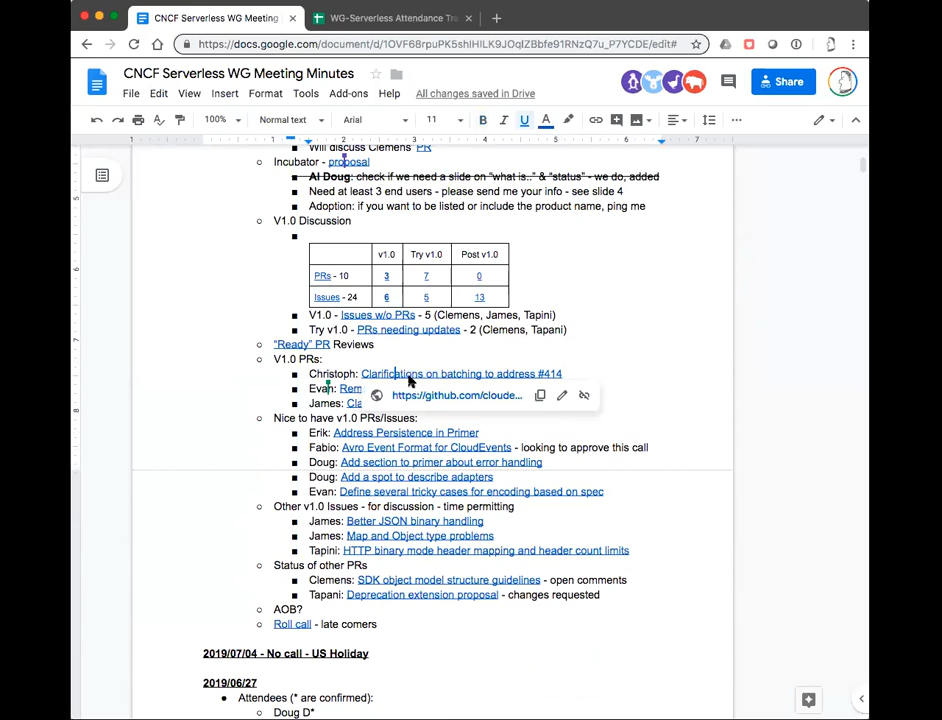 CNCF Serverless WG Meeting
WG-Serverless Attendance Tra
https://docs.google.com/document/d/1OVF68rpuPK5shIHILK9JOqIZBbfe91RNzQ7u_P7YCDE/edit#
CNCF Serverless WG Meeting Minutes
File Edit View Insert Format Tools Add-ons Help All changes saved in Drive
Share
100% Normal text Arial 11 B I U A
2 3 4 5 6 7
Will discuss Clemens' PR
Incubator - proposal
AI Doug: check if we need a slide on "what is.." & "status" - we do, added
Need at least 3 end users - please send me your info - see slide 4
Adoption: if you want to be listed or include the product name, ping me
V1.0 Discussion
v1.0 Try v1.0 Post v1.0
PRs - 10 3 7 0
Issues - 24 6 5 13
V1.0 - Issues w/o PRs - 5 (Clemens, James, Tapini)
Try v1.0 - PRs needing updates - 2 (Clemens, Tapani)
"Ready" PR Reviews
V1.0 PRs:
Christoph: Clarifications on batching to address #414
Evan: Rem
https://github.com/cloude...
James: Cla
Nice to have v1.0 PRs/Issues:
Erik: Address Persistence in Primer
Fabio: Avro Event Format for CloudEvents - looking to approve this call
Doug: Add section to primer about error handling
Doug: Add a spot to describe adapters
Evan: Define several tricky cases for encoding based on spec
Other v1.0 Issues - for discussion - time permitting
James: Better JSON binary handling
James: Map and Object type problems
Tapini: HTTP binary mode header mapping and header count limits
Status of other PRs
Clemens: SDK object model structure guidelines - open comments
Tapani: Deprecation extension proposal - changes requested
AOB?
Roll call - late comers
2019/07/04 - No call - US Holiday
2019/06/27
Attendees (* are confirmed):
Doug D*